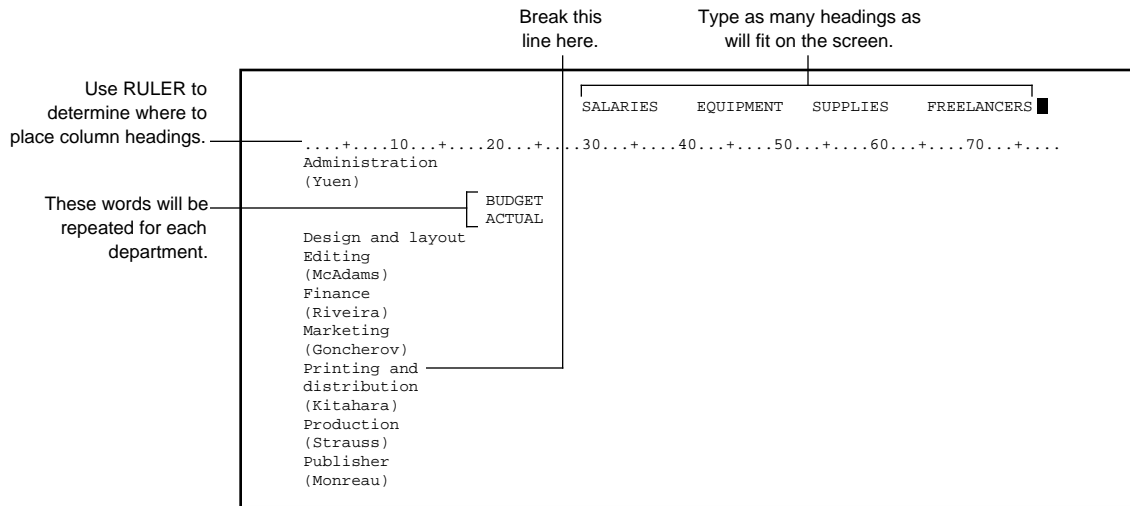 Break this
line here.
Type as many headings as
will fit on the screen.
Use RULER to
determine where to
place column headings.
SALARIES EQUIPMENT SUPPLIES FREELANCERS
....+....10...+....20...+....30...+....40...+....50...+....60...+....70...+....
Administration
(Yuen)
These words will be
repeated for each
department.
BUDGET
ACTUAL
Design and layout
Editing
(McAdams)
Finance
(Riveira)
Marketing
(Goncherov)
Printing and
distribution
(Kitahara)
Production
(Strauss)
Publisher
(Monreau)